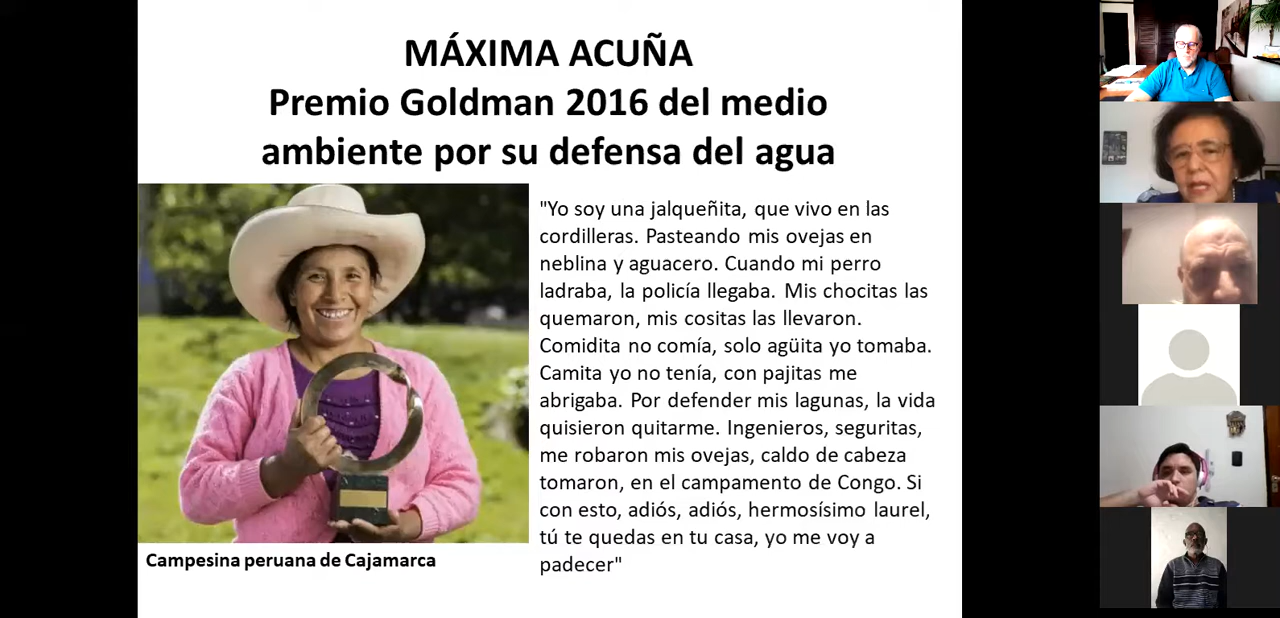 MÁXIMA ACUÑA
Premio Goldman 2016 del medio
ambiente por su defensa del agua
"Yo soy una jalqueñita, que vivo en las
cordilleras. Pasteando mis ovejas en
neblina y aguacero. Cuando mi perro
ladraba, la policía llegaba. Mis chocitas las
quemaron, mis cositas las llevaron.
Comidita no comía, solo agüita yo tomaba.
Camita yo no tenía, con pajitas me
abrigaba. Por defender mis lagunas, la vida
quisieron quitarme. Ingenieros, seguritas,
me robaron mis ovejas, caldo de cabeza
tomaron, en el campamento de Congo. Si
con esto, adiós, adiós, hermosísimo laurel,
tú te quedas en tu casa, yo me voy a
padecer"
Campesina peruana de Cajamarca